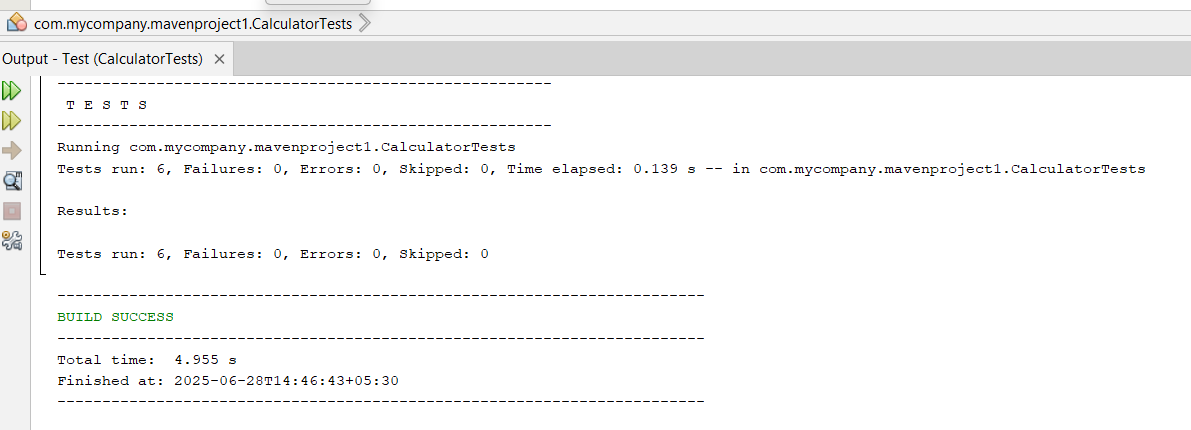 com.mycompany.mavenproject1.CalculatorTests
Output - Test (CalculatorTests)
-------------------------------------------------------
T E S T S
-------------------------------------------------------
Running com.mycompany.mavenproject1.CalculatorTests
Tests run: 6, Failures: 0, Errors: 0, Skipped: 0, Time elapsed: 0.139 s -- in com.mycompany.mavenproject1.CalculatorTests
Results:
Tests run: 6, Failures: 0, Errors: 0, Skipped: 0
------------------------------------------------------------------------
BUILD SUCCESS
------------------------------------------------------------------------
Total time:  4.955 s
Finished at: 2025-06-28T14:46:43+05:30
------------------------------------------------------------------------